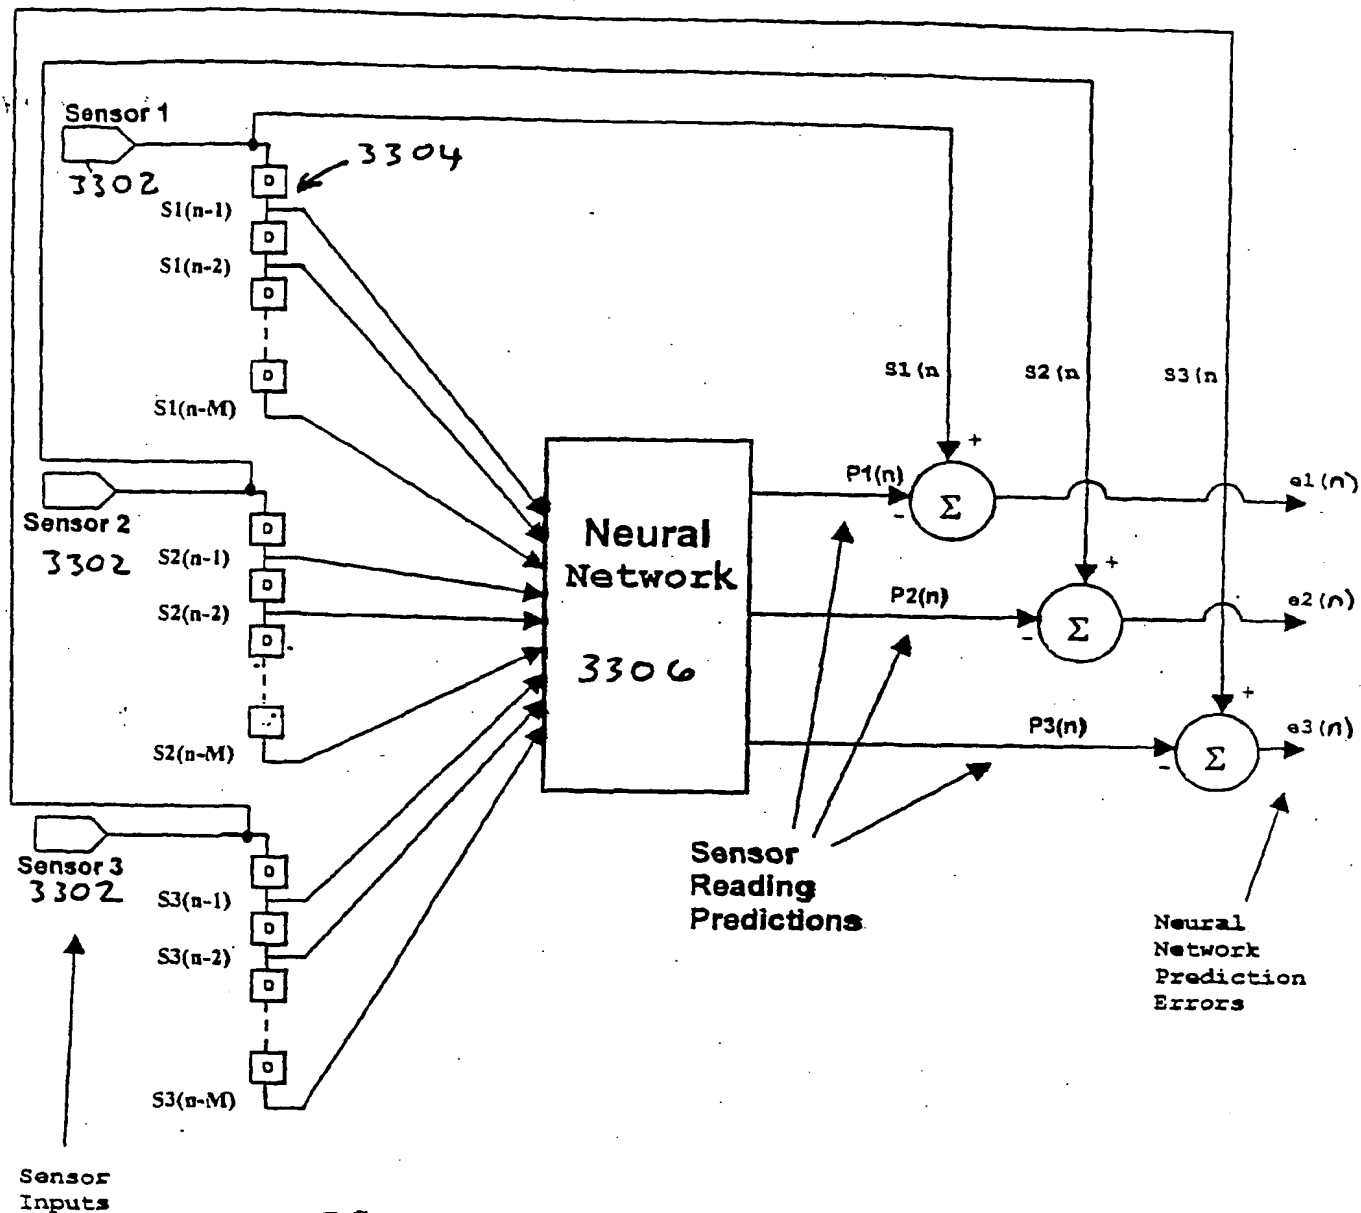 Sensor 1
3302
3304
D
S1(n-1)
D
S1(n-2)
D
D
S1(n-M)
Sensor 2
3302
D
S2(n-1)
D
S2(n-2)
D
S2(n-M)
Sensor 3
3302
D
S3(n-1)
D
S3(n-2)
D
D
S3(n-M)
Sensor
Inputs
Neural
Network
3306
S1(n
S2(n
S3(n
P1(n)
+
-
Σ
e1(n)
P2(n)
+
-
Σ
e2(n)
P3(n)
+
-
Σ
e3(n)
Sensor
Reading
Predictions
Neural
Network
Prediction
Errors